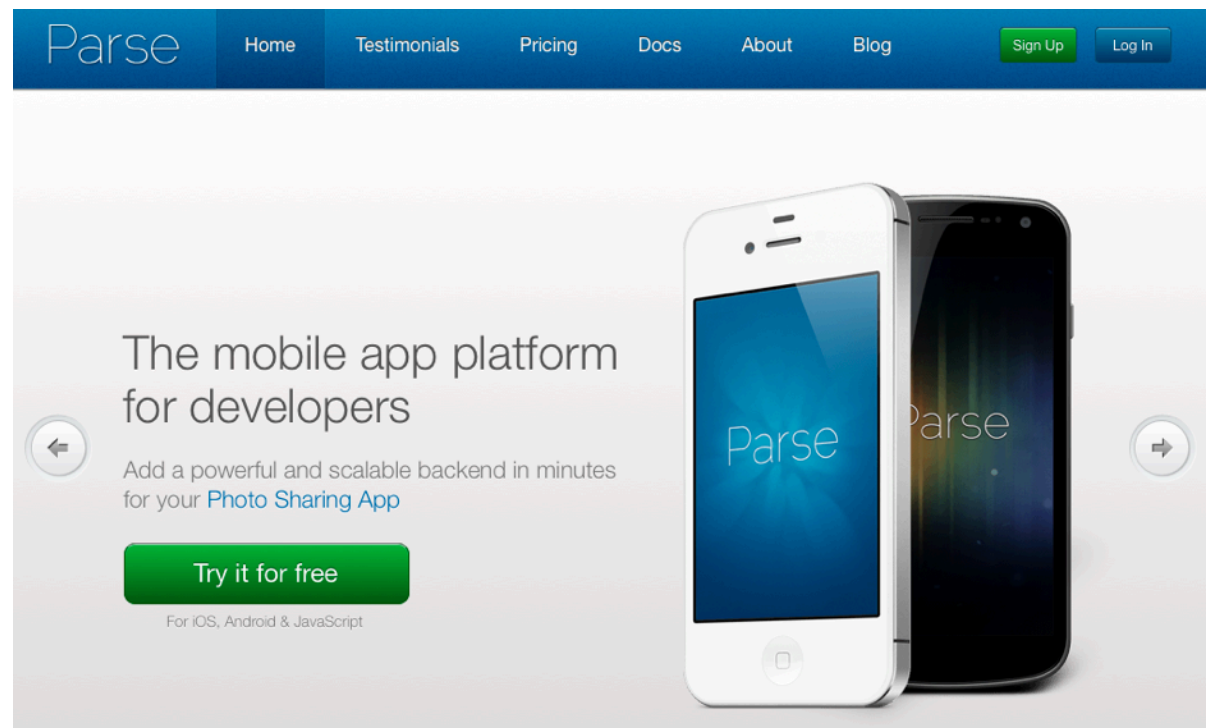 Parse
Home
Testimonials
Pricing
Docs
About
Blog
Sign Up
Log In
The mobile app platform
for developers
Add a powerful and scalable backend in minutes
for your Photo Sharing App
Try it for free
For iOS, Android & JavaScript
Parse
Parse